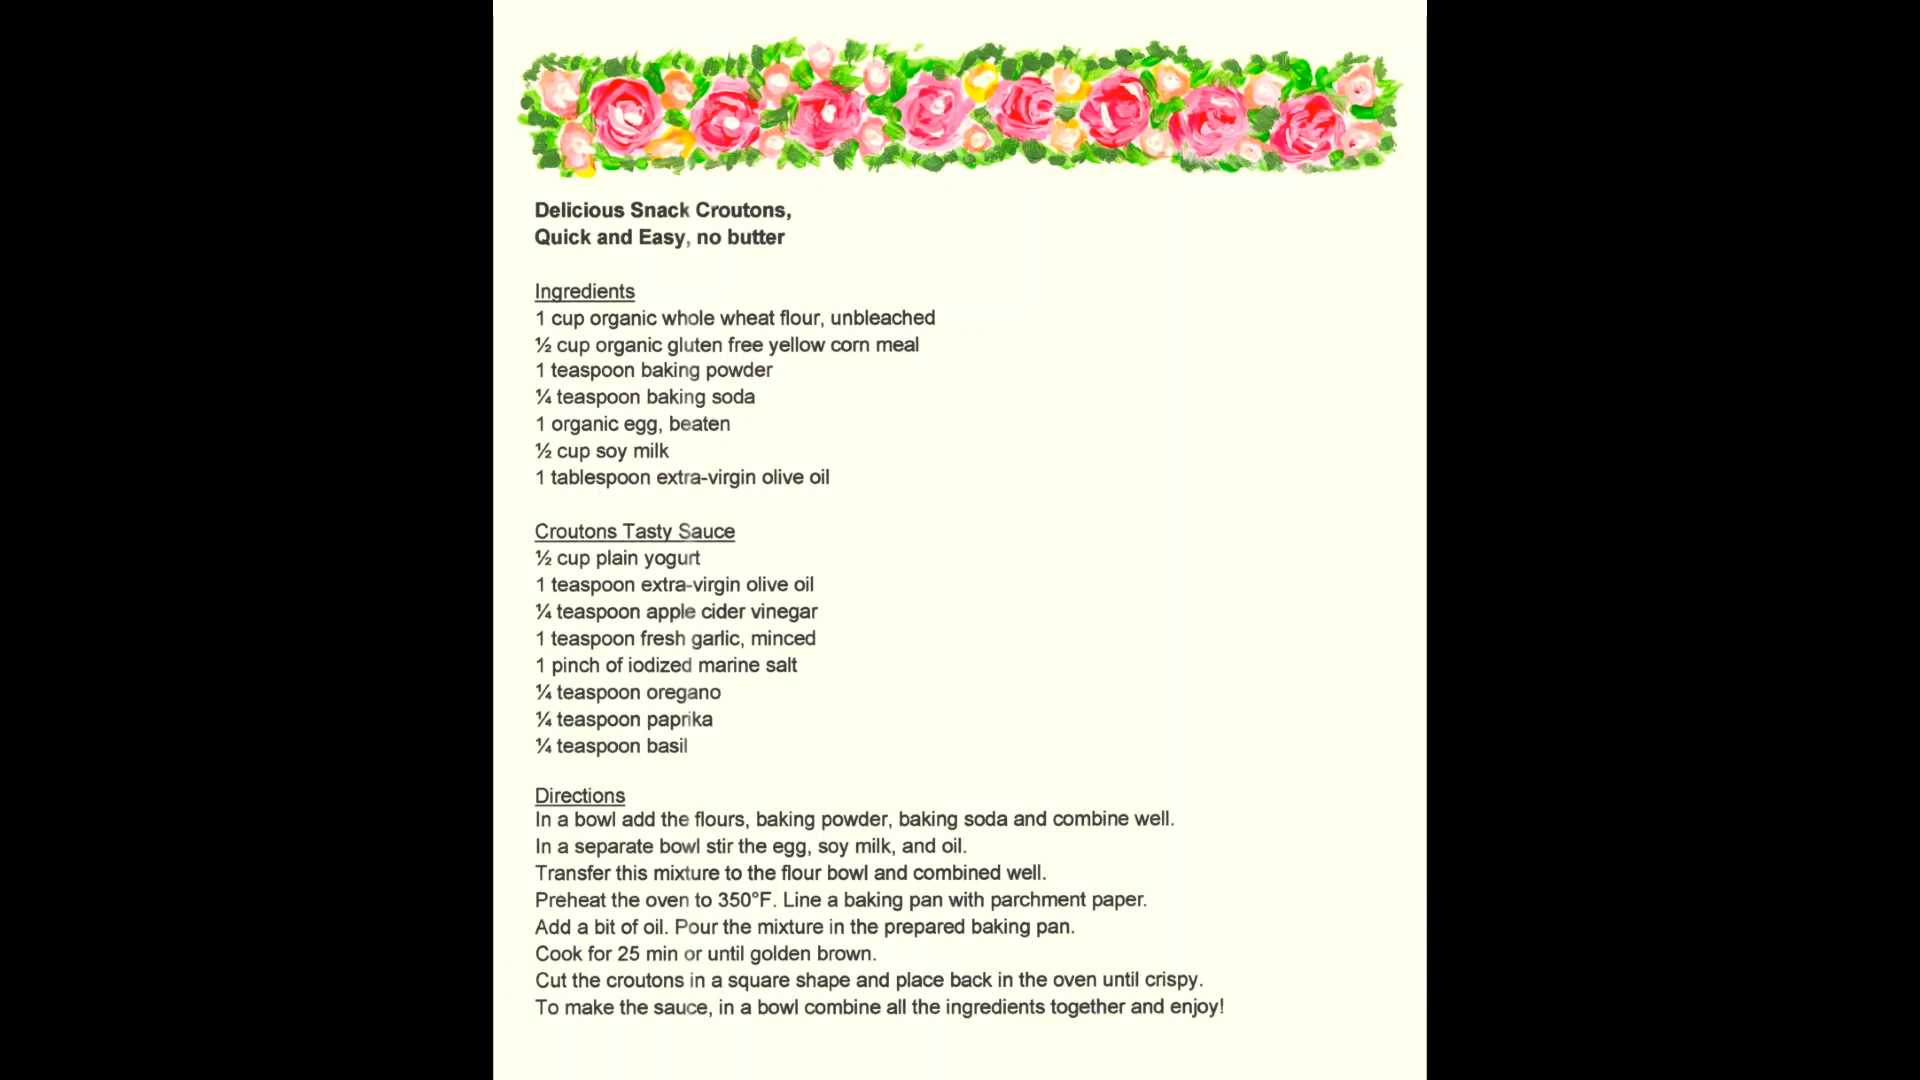 Delicious Snack Croutons,
Quick and Easy, no butter
Ingredients
1 cup organic whole wheat flour, unbleached
½ cup organic gluten free yellow corn meal
1 teaspoon baking powder
¼ teaspoon baking soda
1 organic egg, beaten
½ cup soy milk
1 tablespoon extra-virgin olive oil
Croutons Tasty Sauce
½ cup plain yogurt
1 teaspoon extra-virgin olive oil
¼ teaspoon apple cider vinegar
1 teaspoon fresh garlic, minced
1 pinch of iodized marine salt
¼ teaspoon oregano
¼ teaspoon paprika
¼ teaspoon basil
Directions
In a bowl add the flours, baking powder, baking soda and combine well.
In a separate bowl stir the egg, soy milk, and oil.
Transfer this mixture to the flour bowl and combined well.
Preheat the oven to 350°F. Line a baking pan with parchment paper.
Add a bit of oil. Pour the mixture in the prepared baking pan.
Cook for 25 min or until golden brown.
Cut the croutons in a square shape and place back in the oven until crispy.
To make the sauce, in a bowl combine all the ingredients together and enjoy!